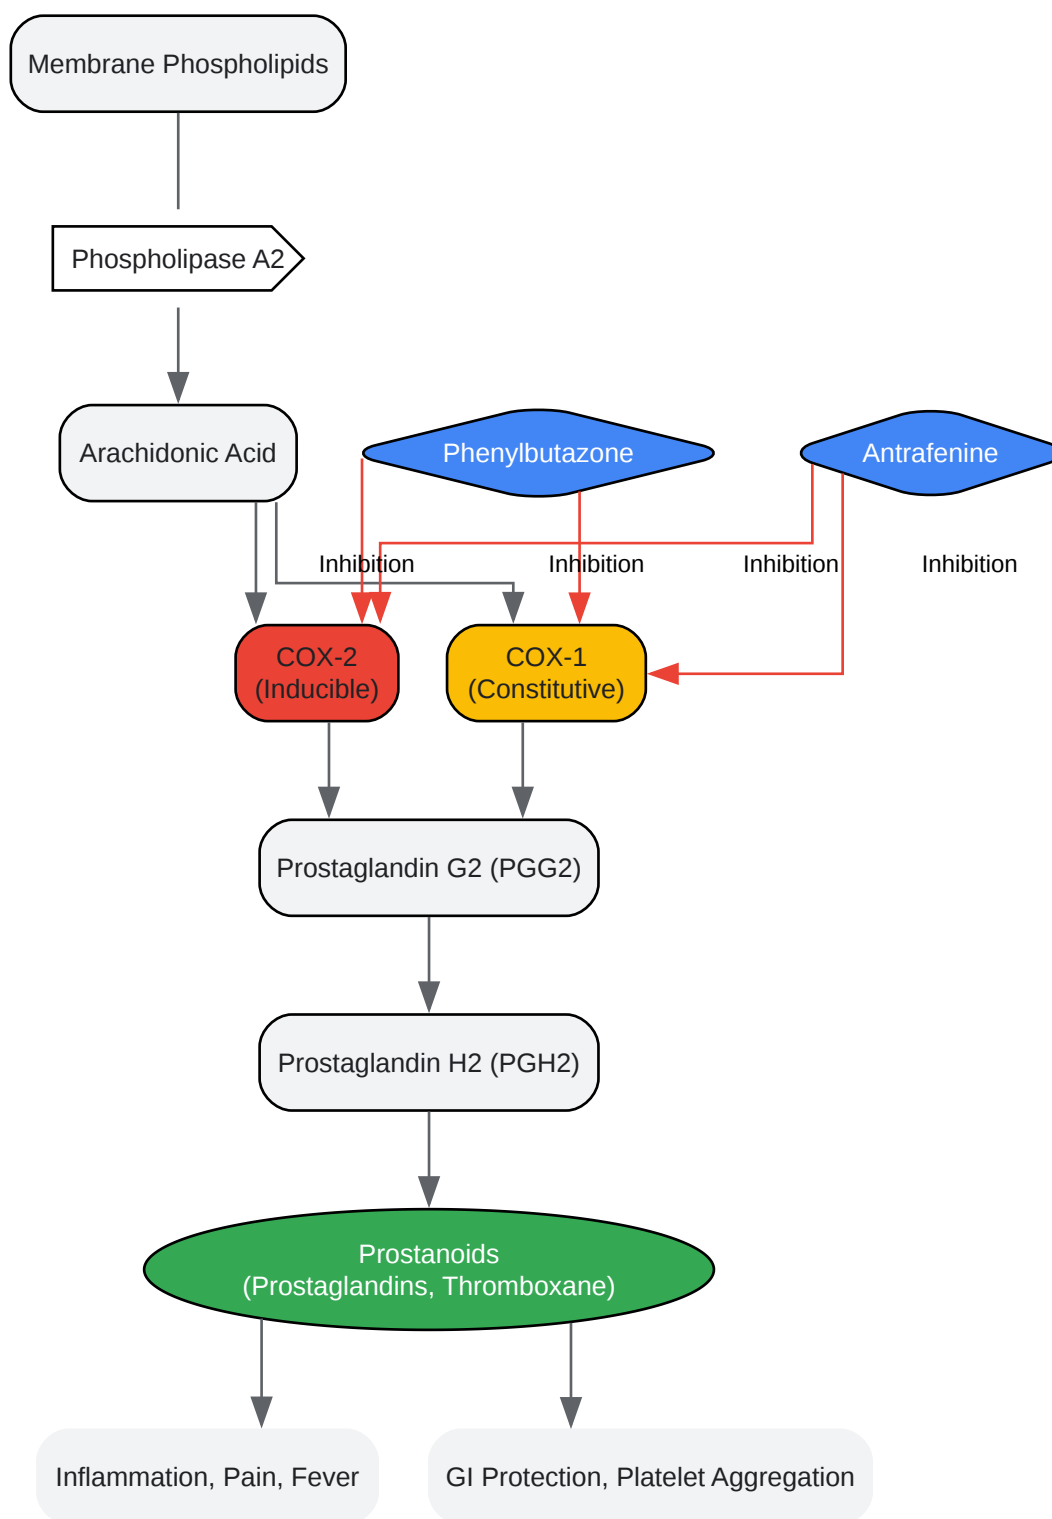 Membrane Phospholipids
Phospholipase A2
Arachidonic Acid
Phenylbutazone
Antrafenine
Inhibition
Inhibition
Inhibition
Inhibition
COX-2
(Inducible)
COX-1
(Constitutive)
Prostaglandin G2 (PGG2)
Prostaglandin H2 (PGH2)
Prostanoids
(Prostaglandins, Thromboxane)
Inflammation, Pain, Fever
GI Protection, Platelet Aggregation